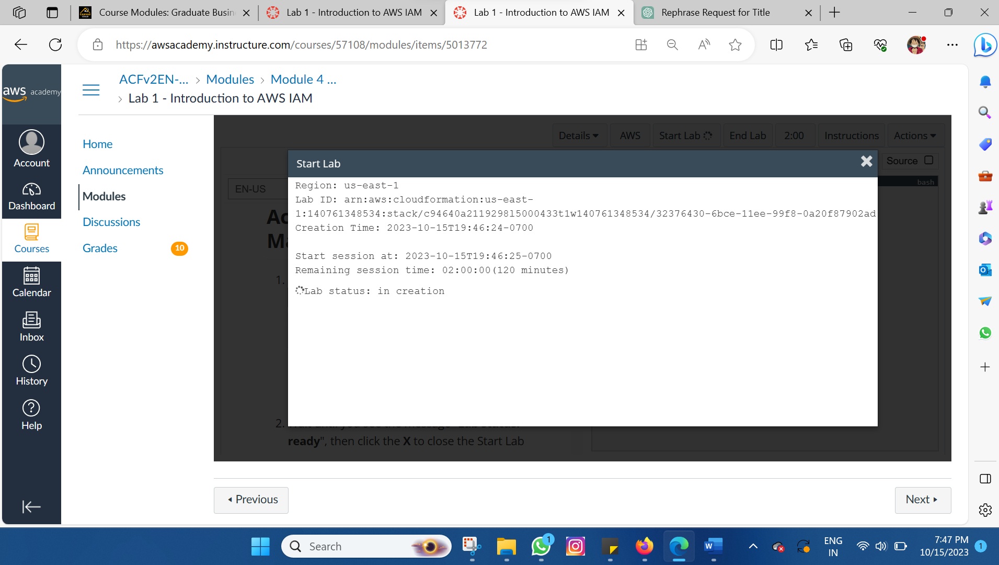 Course Modules: Graduate Busin
Lab 1 - Introduction to AWS IAM
Lab 1 - Introduction to AWS IAM
Rephrase Request for Title
https://awsacademy.instructure.com/courses/57108/modules/items/5013772
aws academy
ACFv2EN-... > Modules > Module 4 ...
> Lab 1 - Introduction to AWS IAM
Account
Dashboard
Courses
Calendar
Inbox
History
Help
Home
Announcements
Modules
Discussions
Grades 10
Details AWS Start Lab End Lab 2:00 Instructions Actions
Source
EN-US
bash
Start Lab
Region: us-east-1
Lab ID: arn:aws:cloudformation:us-east-
1:140761348534:stack/c94640a2119298l5000433t1w140761348534/32376430-6bce-11ee-99f8-0a20f87902ad
Creation Time: 2023-10-15T19:46:24-0700
Start session at: 2023-10-15T19:46:25-0700
Remaining session time: 02:00:00(120 minutes)
Lab status: in creation
1.
2.
ready", then click the X to close the Start Lab
Previous
Next
Search
1
ENG
IN
7:47 PM
10/15/2023
1